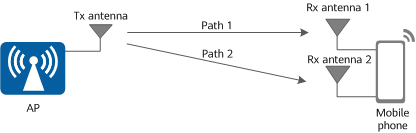 Tx antenna
Rx antenna 1
Path 1
Path 2
Rx antenna 2
AP
Mobile
phone